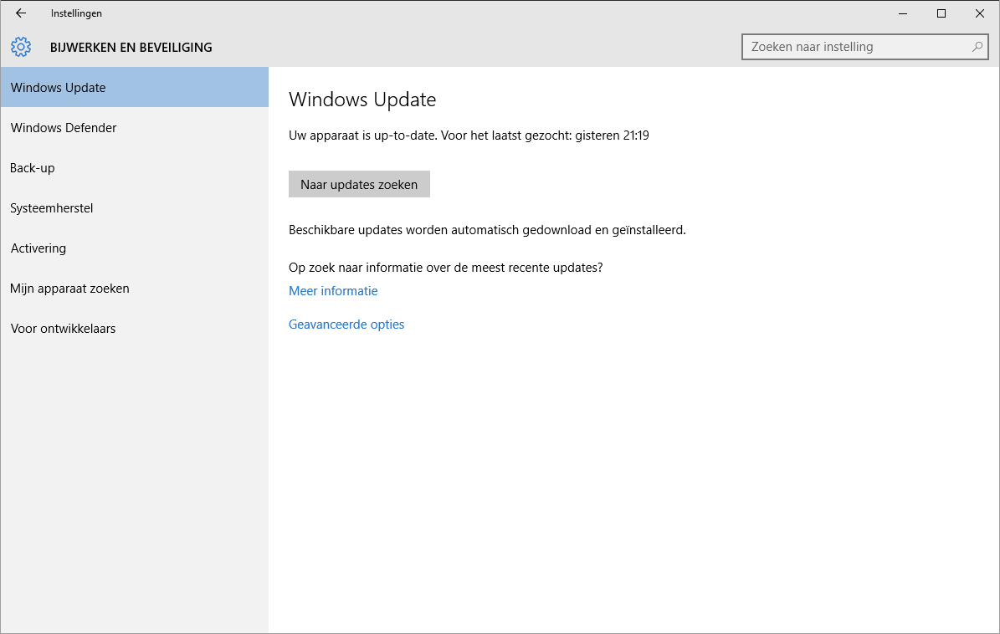 Instellingen
BIJWERKEN EN BEVEILIGING
Zoeken naar instelling
Windows Update
Windows Defender
Back-up
Systeemherstel
Activering
Mijn apparaat zoeken
Voor ontwikkelaars
Windows Update
Uw apparaat is up-to-date. Voor het laatst gezocht: gisteren 21:19
Naar updates zoeken
Beschikbare updates worden automatisch gedownload en geïnstalleerd.
Op zoek naar informatie over de meest recente updates?
Meer informatie
Geavanceerde opties